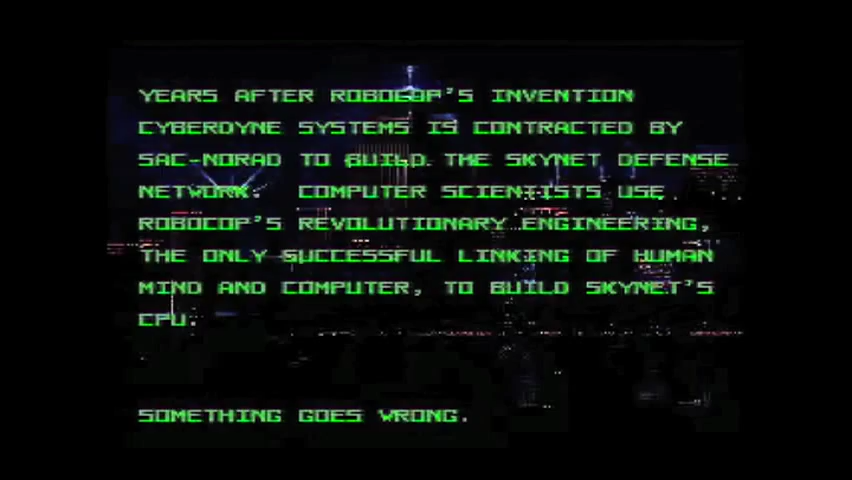 YEARS AFTER ROBOCOP'S INVENTION
CYBERDYNE SYSTEMS IS CONTRACTED BY
SAC-NORAD TO BUILD THE SKYNET DEFENSE
NETWORK.  COMPUTER SCIENTISTS USE
ROBOCOP'S REVOLUTIONARY ENGINEERING,
THE ONLY SUCCESSFUL LINKING OF HUMAN
MIND AND COMPUTER, TO BUILD SKYNET'S
CPU.
SOMETHING GOES WRONG.